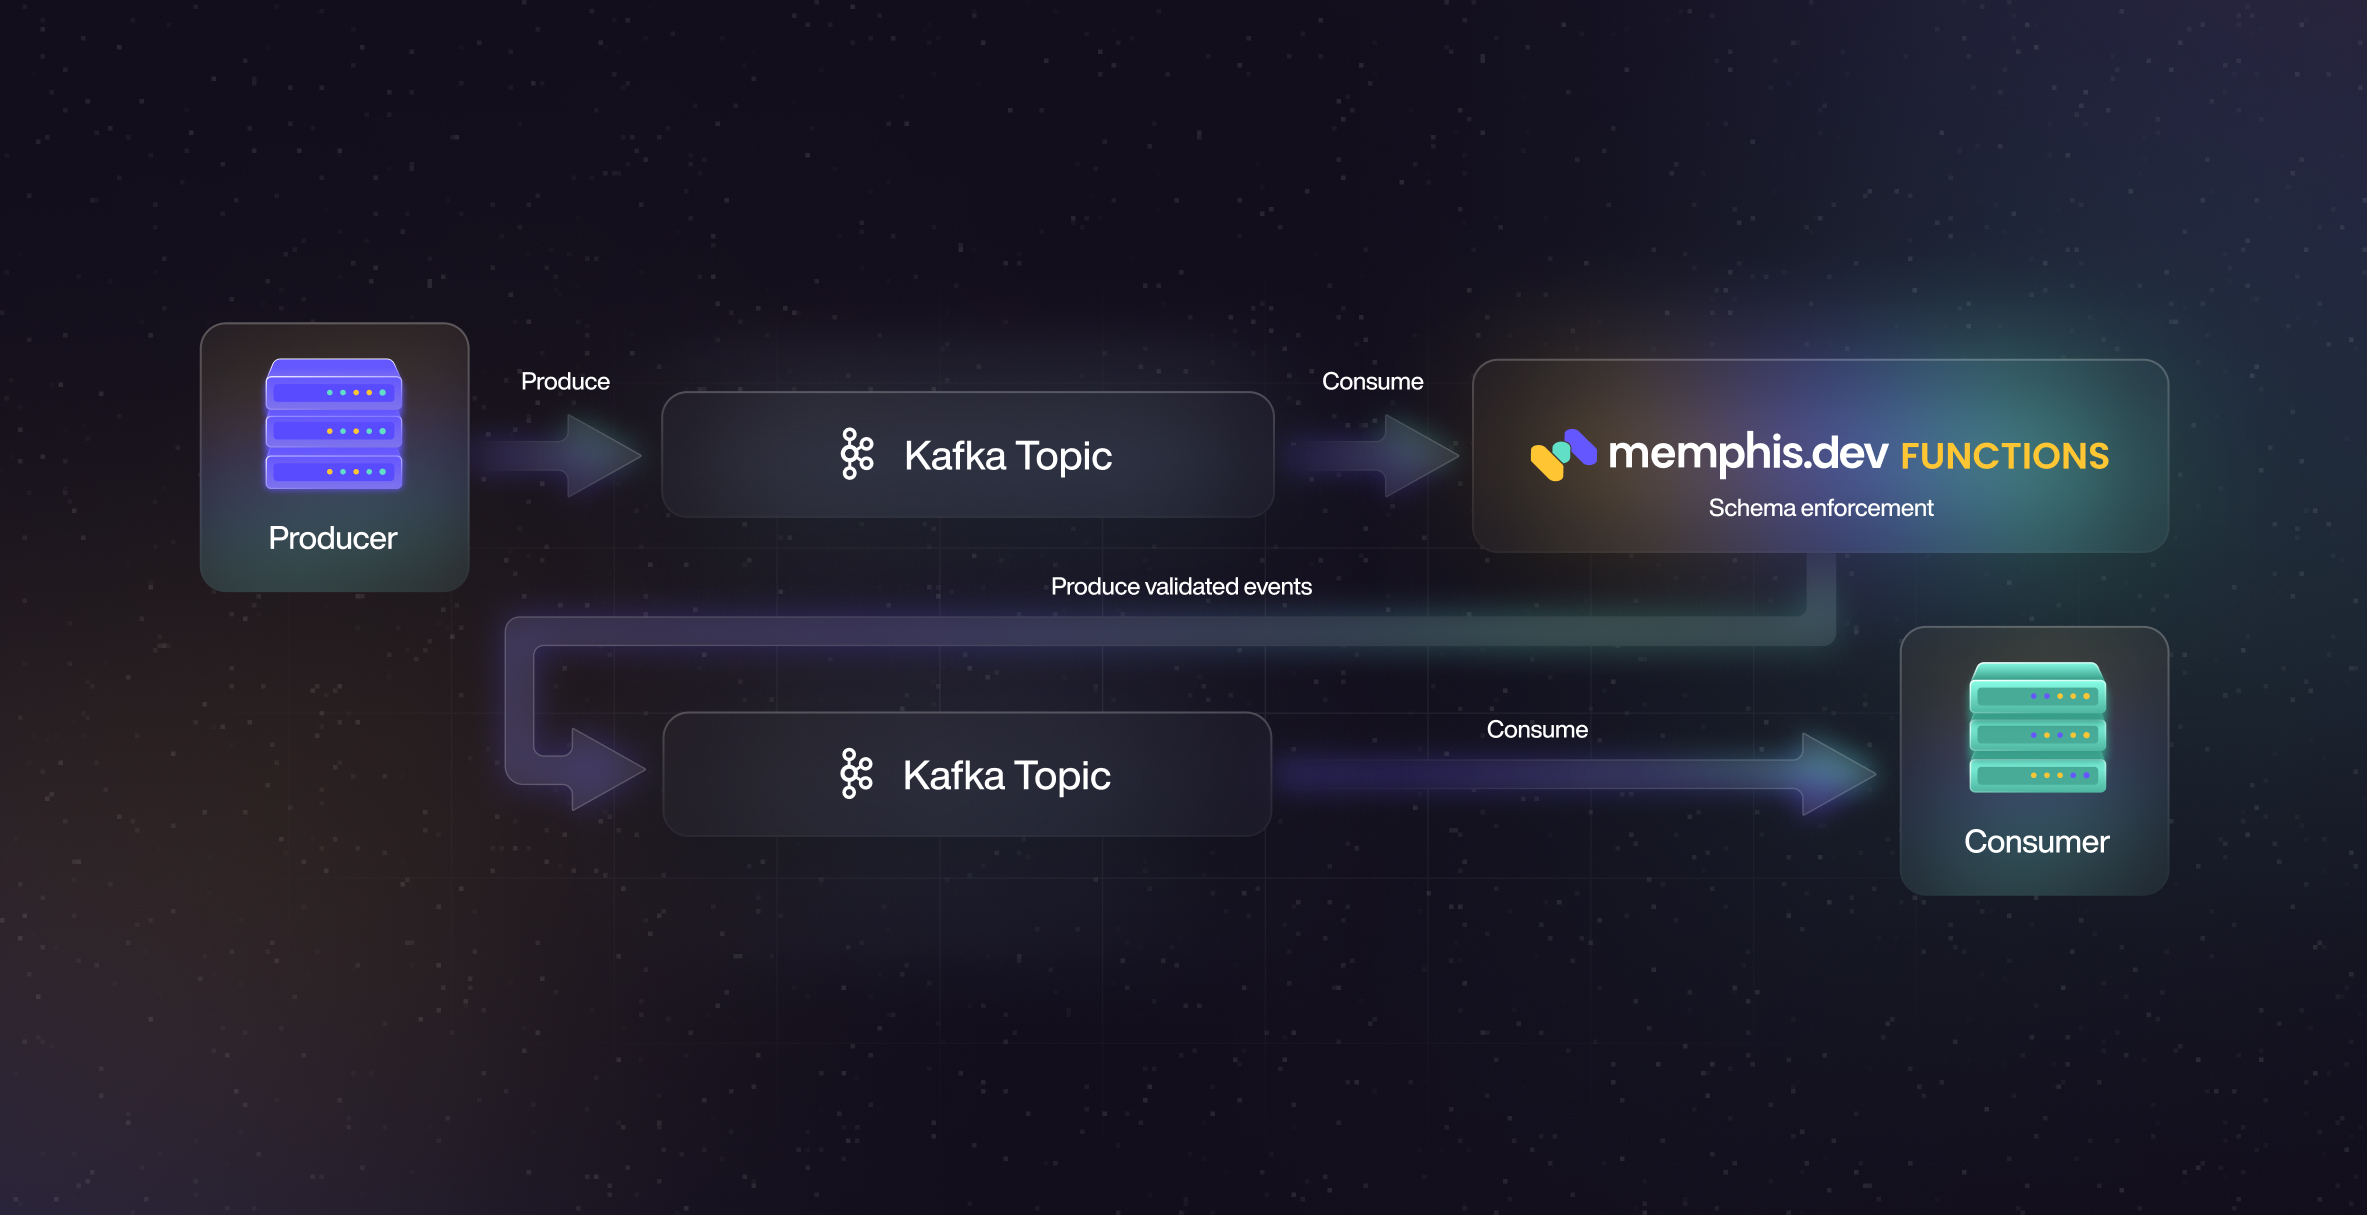 Produce
Consume
Kafka Topic
memphis.dev FUNCTIONS
Schema enforcement
Producer
Produce validated events
Consume
Kafka Topic
Consumer